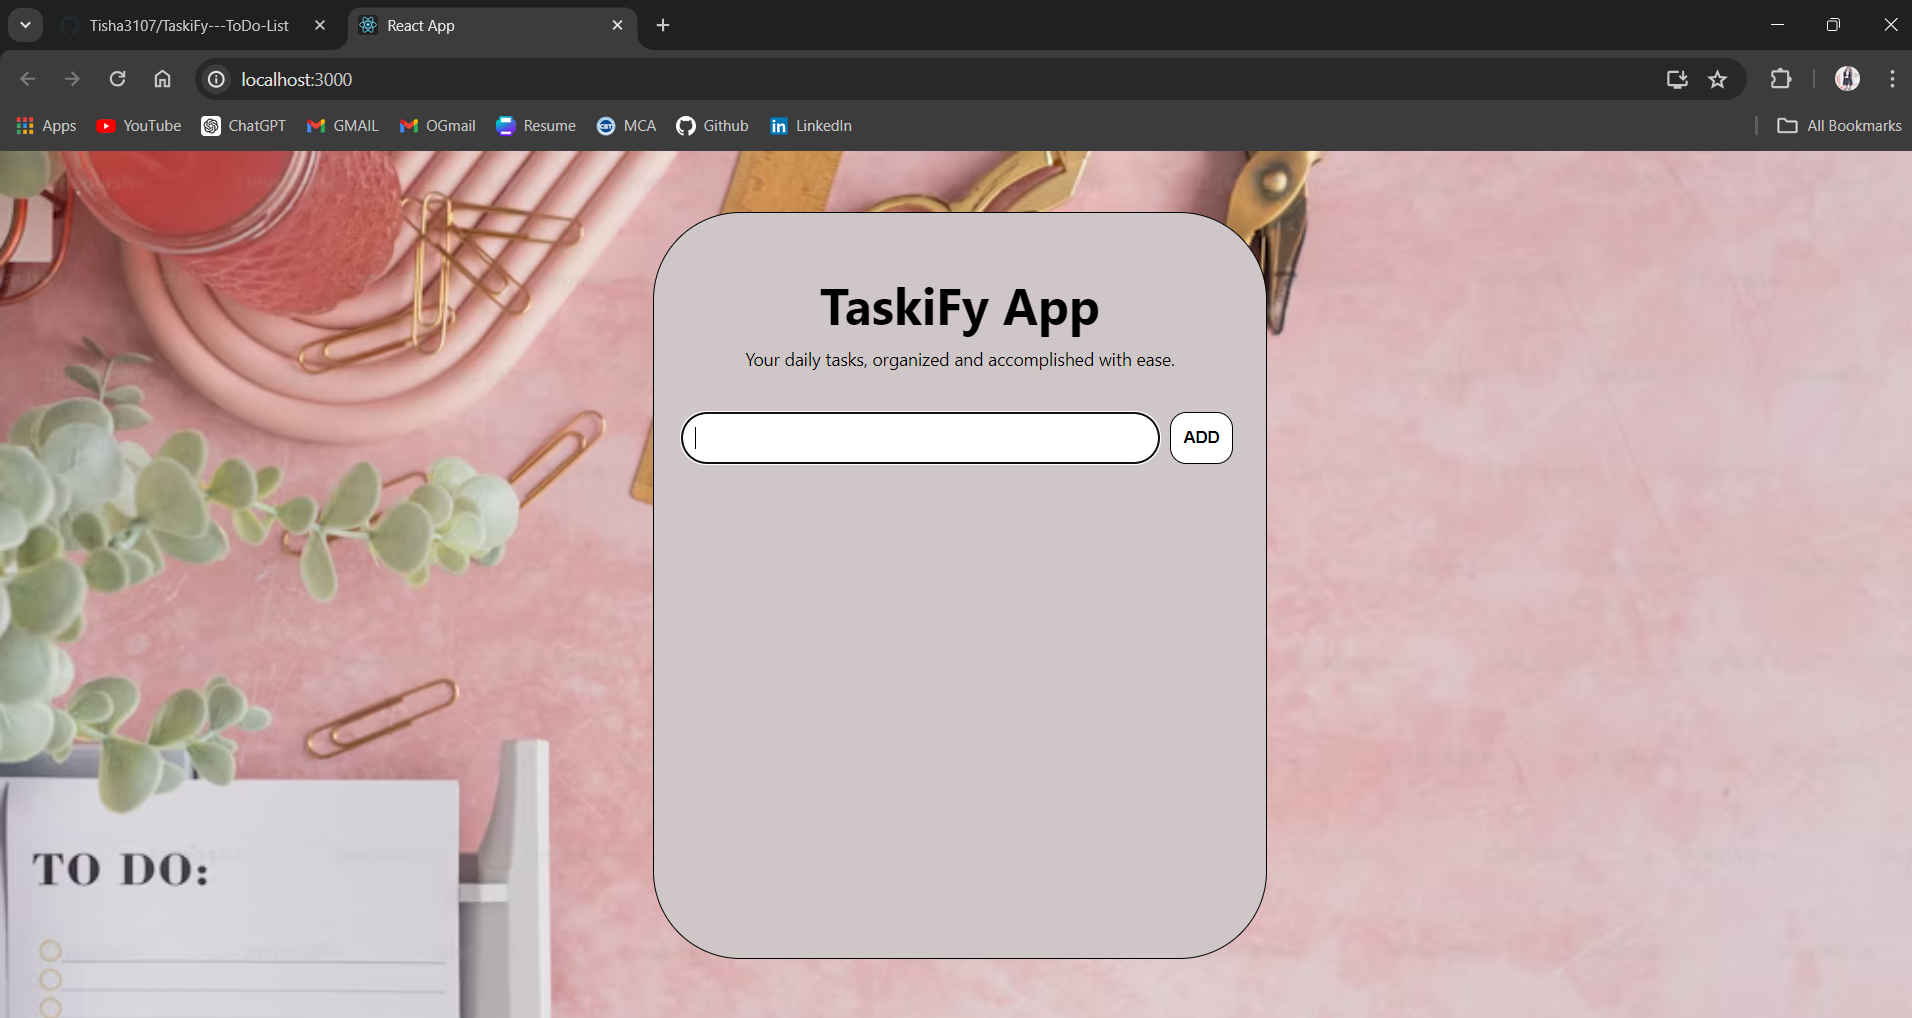 Tisha3107/TaskiFy---ToDo-List
React App
localhost:3000
Apps
YouTube
ChatGPT
GMAIL
OGmail
Resume
MCA
Github
LinkedIn
All Bookmarks
TaskiFy App
Your daily tasks, organized and accomplished with ease.
ADD
TO DO: